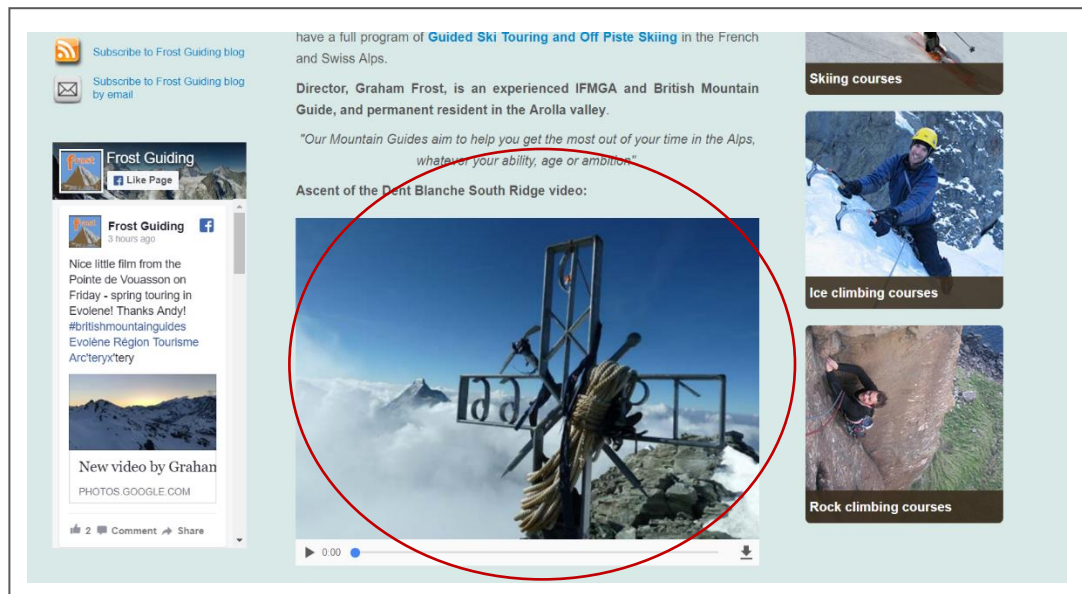 Subscribe to Frost Guiding blog
Subscribe to Frost Guiding blog
by email
Frost Guiding
Like Page
Frost
Frost Guiding
3 hours ago
Nice little film from the
Pointe de Vouasson on
Friday - spring touring in
Evolene! Thanks Andy!
#britishmountainguides
Evolène Région Tourisme
Arc'teryx'tery
New video by Graham
PHOTOS.GOOGLE.COM
2 Comment Share
have a full program of Guided Ski Touring and Off Piste Skiing in the French
and Swiss Alps.
Director, Graham Frost, is an experienced IFMGA and British Mountain
Guide, and permanent resident in the Arolla valley.
"Our Mountain Guides aim to help you get the most out of your time in the Alps,
whatever your ability, age or ambition"
Ascent of the Dent Blanche South Ridge video:
0:00
Skiing courses
Ice climbing courses
Rock climbing courses